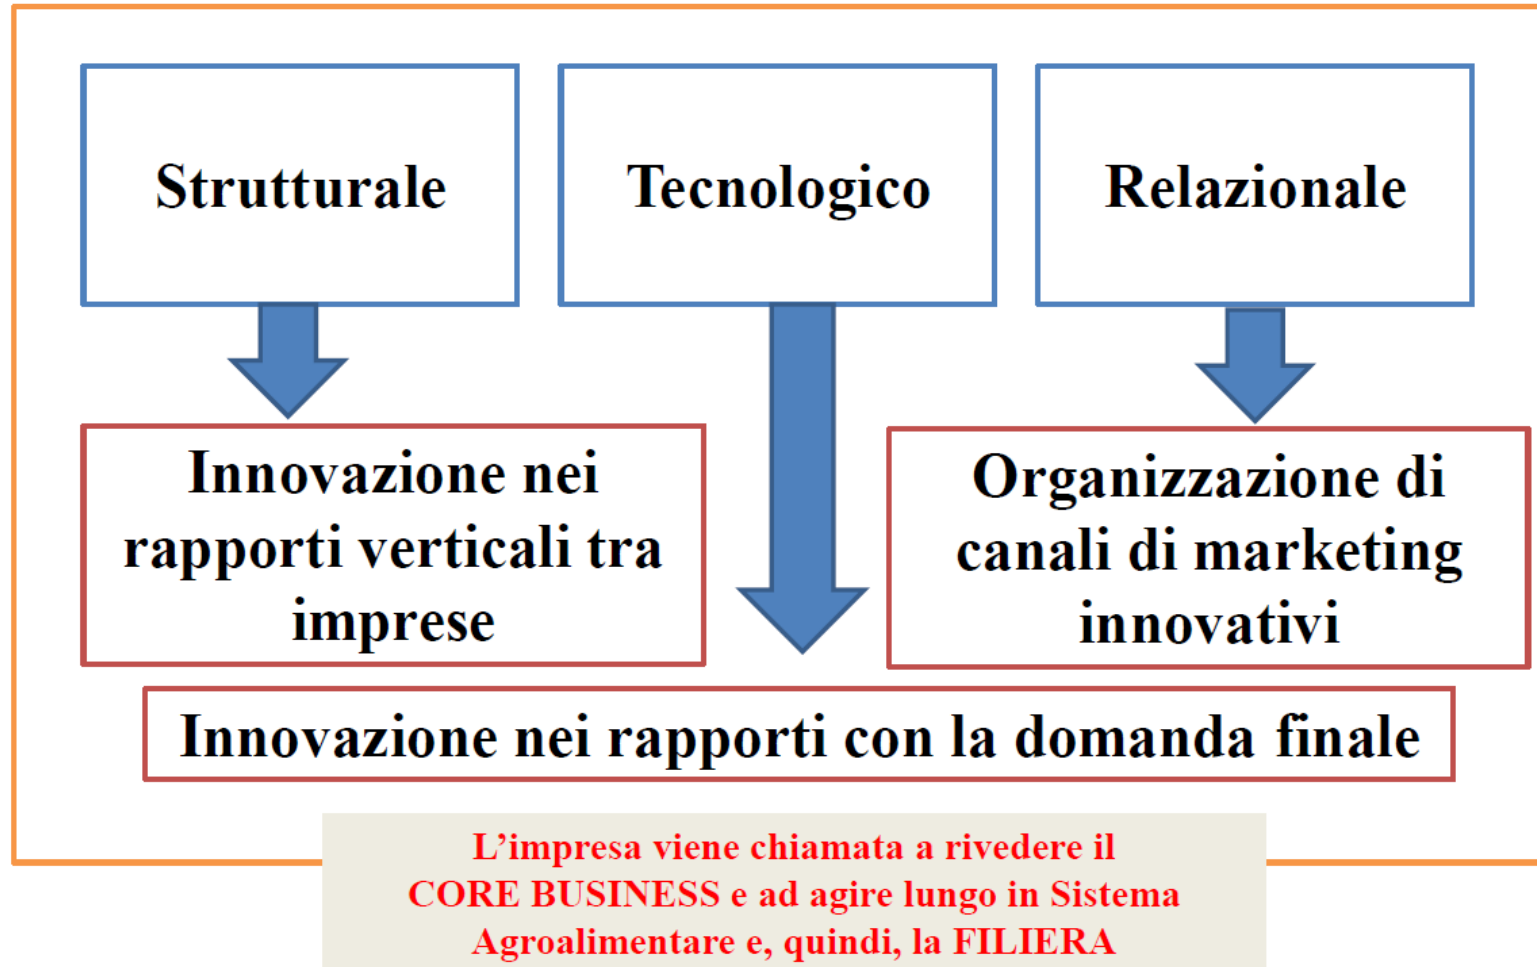 Strutturale
Tecnologico
Relazionale
Innovazione nei
rapporti verticali tra
imprese
Organizzazione di
canali di marketing
innovativi
Innovazione nei rapporti con la domanda finale
L’impresa viene chiamata a rivedere il
CORE BUSINESS e ad agire lungo in Sistema
Agroalimentare e, quindi, la FILIERA